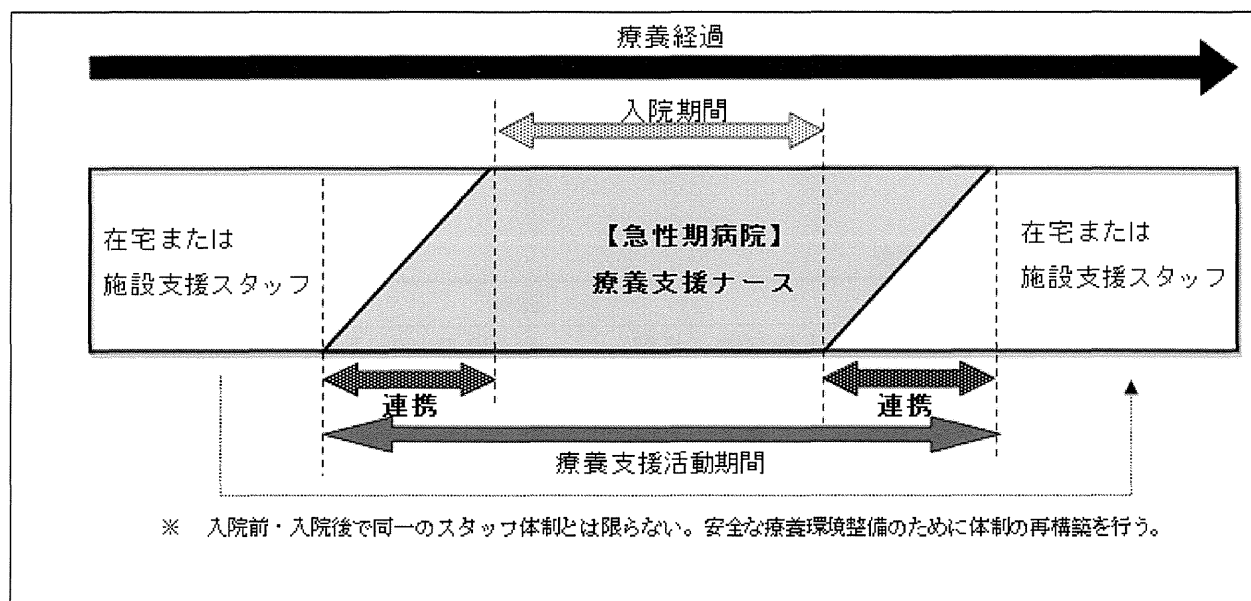 療養経過
入院期間
在宅または
施設支援スタッフ
【急性期病院】
療養支援ナース
在宅または
施設支援スタッフ
連携
連携
療養支援活動期間
※ 入院前・入院後で同一のスタッフ体制とは限らない。安全な療養環境整備のために体制の再構築を行う。